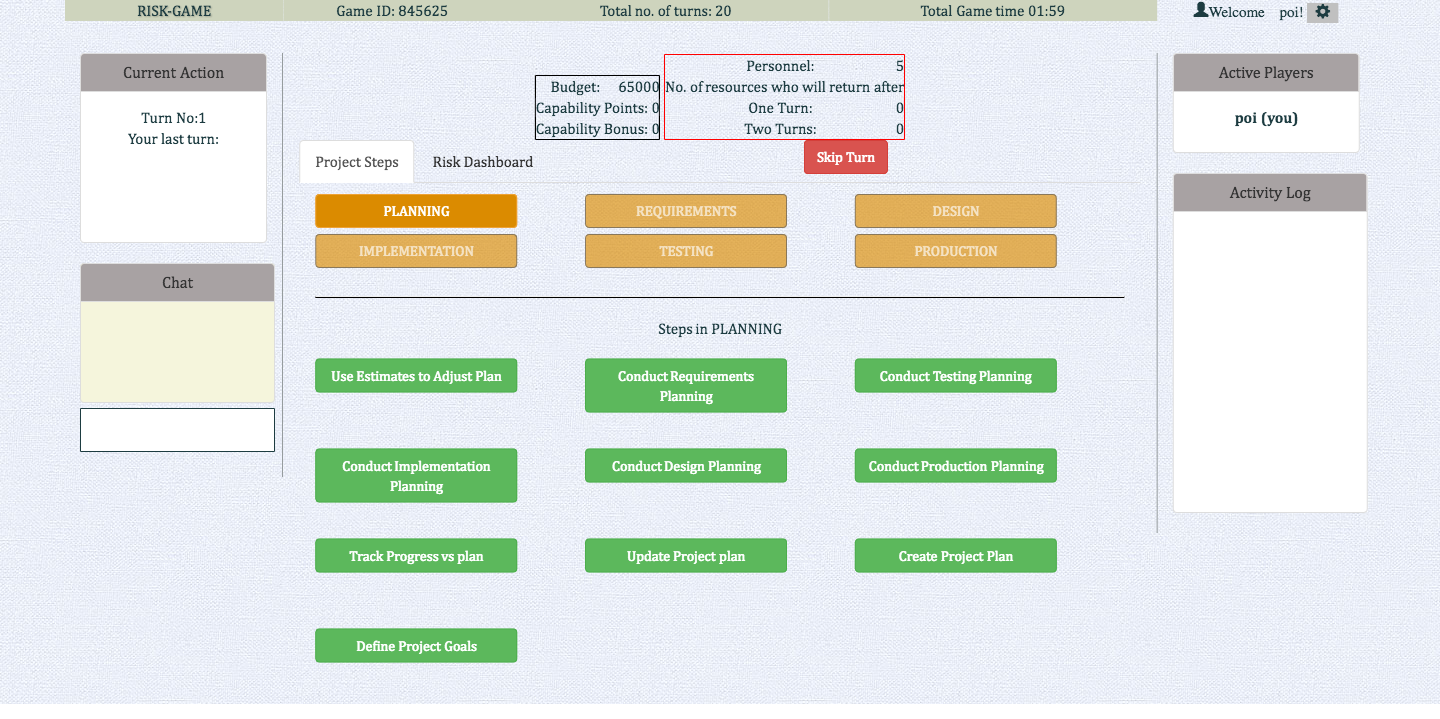 RISK-GAME
Game ID: 845625
Total no. of turns: 20
Total Game time 01:59
Welcome poi!
Current Action
Turn No:1
Your last turn:
Chat
Budget: 65000
Capability Points: 0
Capability Bonus: 0
Personnel: 5
No. of resources who will return after
One Turn: 0
Two Turns: 0
Project Steps
Risk Dashboard
Skip Turn
PLANNING
REQUIREMENTS
DESIGN
IMPLEMENTATION
TESTING
PRODUCTION
Steps in PLANNING
Use Estimates to Adjust Plan
Conduct Requirements
Planning
Conduct Testing Planning
Conduct Implementation
Planning
Conduct Design Planning
Conduct Production Planning
Track Progress vs plan
Update Project plan
Create Project Plan
Define Project Goals
Active Players
poi (you)
Activity Log